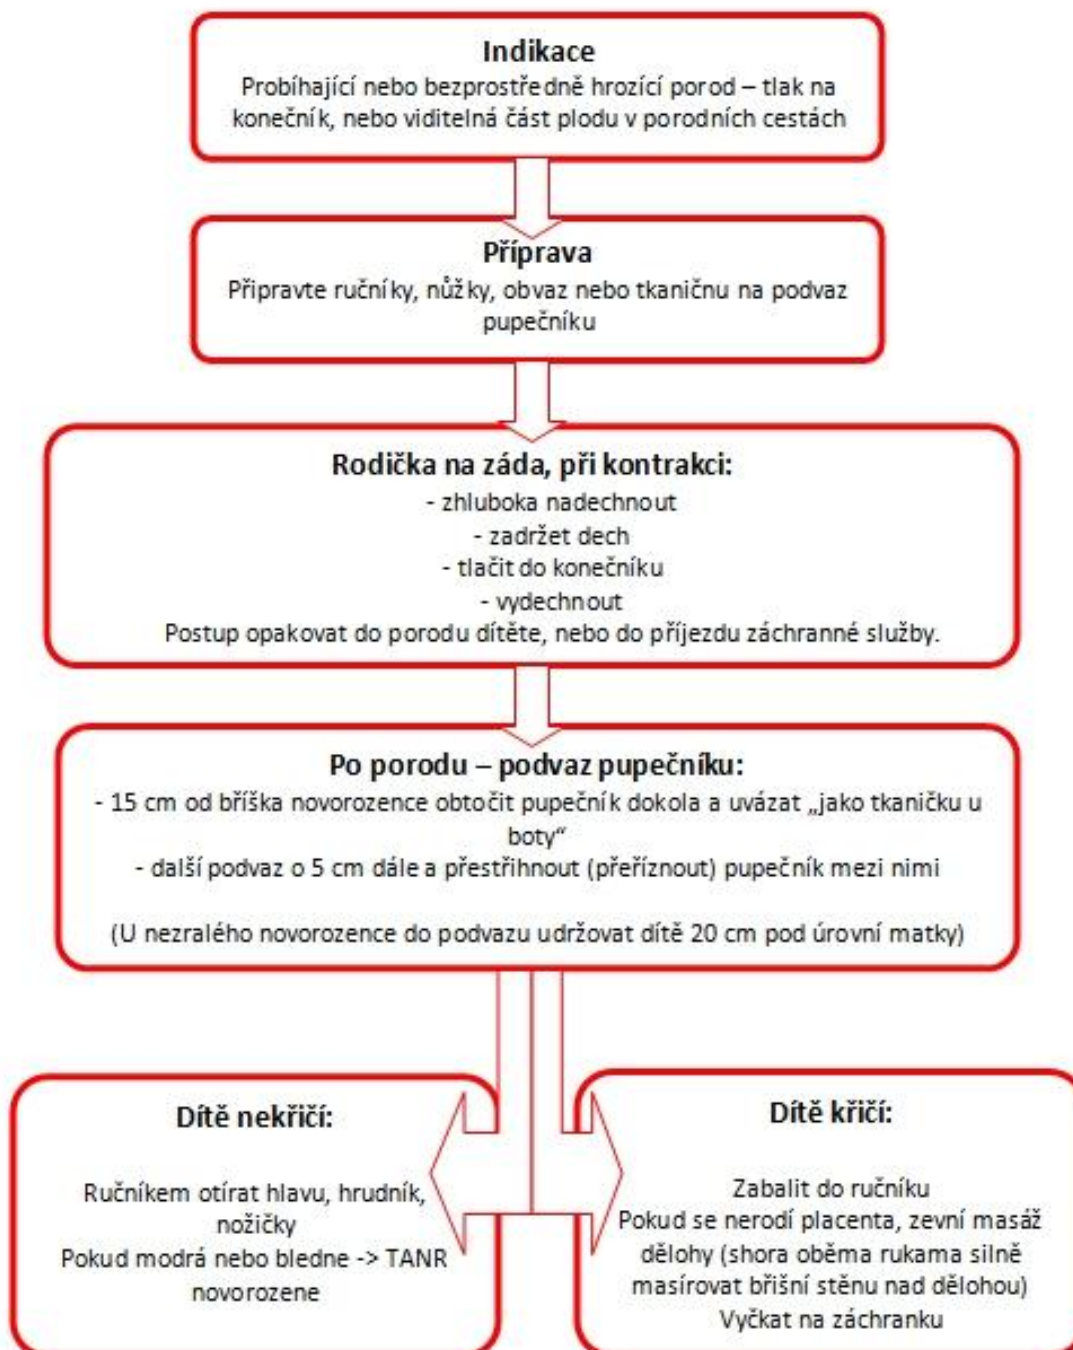 Indikace
Probíhající nebo bezprostředně hrozící porod – tlak na
konečník, nebo viditelná část plodu v porodních cestách
Příprava
Připravte ručníky, nůžky, obvaz nebo tkaničnu na podvaz
pupečníku
Rodička na záda, při kontrakci:
- zhluboka nadechnout
- zadržet dech
- tlačit do konečníku
- vydechnout
Postup opakovat do porodu dítěte, nebo do příjezdu záchranné služby.
Po porodu – podvaz pupečníku:
- 15 cm od bříška novorozence obtočit pupečník dokola a uvázat „jako tkaničku u
boty“
- další podvaz o 5 cm dále a přestřihnout (přeříznout) pupečník mezi nimi
(U nezralého novorozence do podvazu udržovat dítě 20 cm pod úrovní matky)
Dítě nekřičí:
Ručníkem otírat hlavu, hrudník,
nožičky
Pokud modrá nebo bledne -> TANR
novorozene
Dítě křičí:
Zabalit do ručníku
Pokud se nerodí placenta, zevní masáž
dělohy (shora oběma rukama silně
masírovat břišní stěnu nad dělohou)
Vyčkat na záchranku